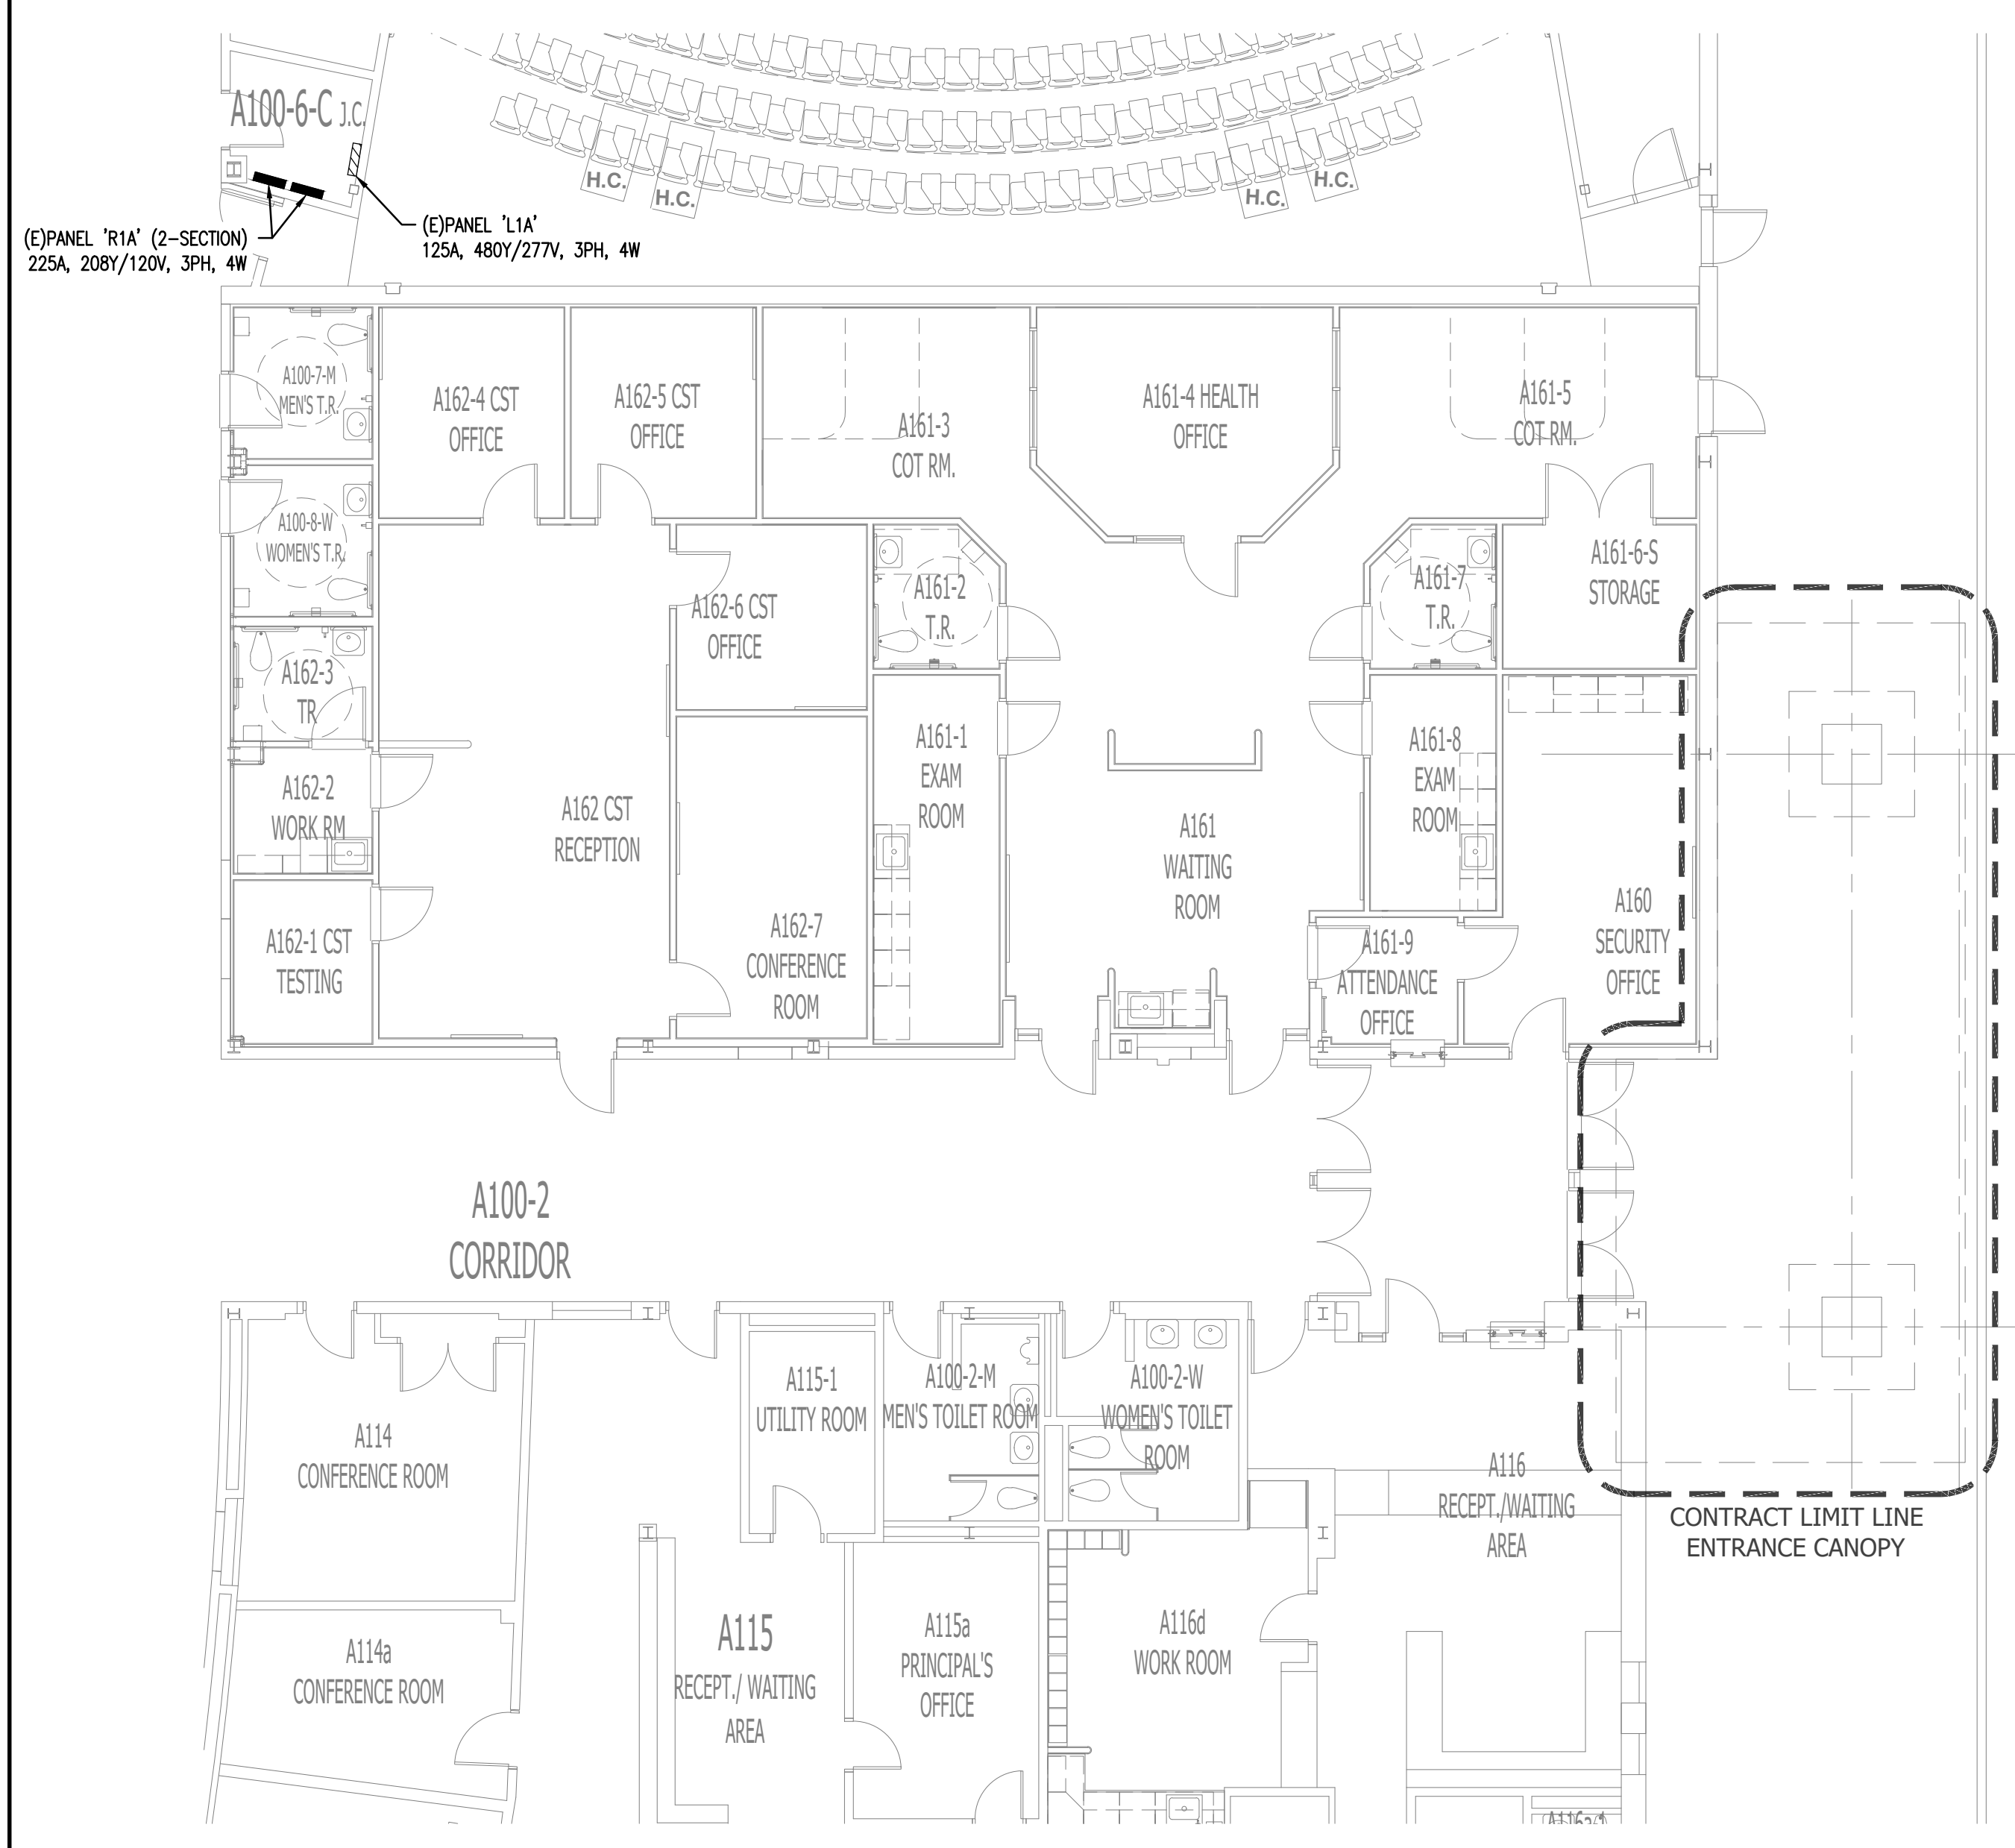 A100-6-C J.C.
H.C.
H.C.
H.C.
H.C.
(E)PANEL 'R1A' (2-SECTION)
225A, 208Y/120V, 3PH, 4W
(E)PANEL 'L1A'
125A, 480Y/277V, 3PH, 4W
A100-7-M
MEN'S T.R.
A162-4 CST
OFFICE
A162-5 CST
OFFICE
A161-3
COT RM.
A161-4 HEALTH
OFFICE
A161-5
COT RM.
A100-8-W
WOMEN'S T.R.
A162-6 CST
OFFICE
A161-2
T.R.
A161-7
T.R.
A161-6-S
STORAGE
A162-3
TR
A162-2
WORK RM
A162 CST
RECEPTION
A161-1
EXAM
ROOM
A161
WAITING
ROOM
A161-8
EXAM
ROOM
A160
SECURITY
OFFICE
A162-1 CST
TESTING
A162-7
CONFERENCE
ROOM
A161-9
ATTENDANCE
OFFICE
A100-2
CORRIDOR
A114
CONFERENCE ROOM
A115-1
UTILITY ROOM
A100-2-M
MEN'S TOILET ROOM
A100-2-W
WOMEN'S TOILET
ROOM
A116
RECEPT./WAITING
AREA
CONTRACT LIMIT LINE
ENTRANCE CANOPY
A114a
CONFERENCE ROOM
A115
RECEPT./ WAITING
AREA
A115a
PRINCIPAL'S
OFFICE
A116d
WORK ROOM